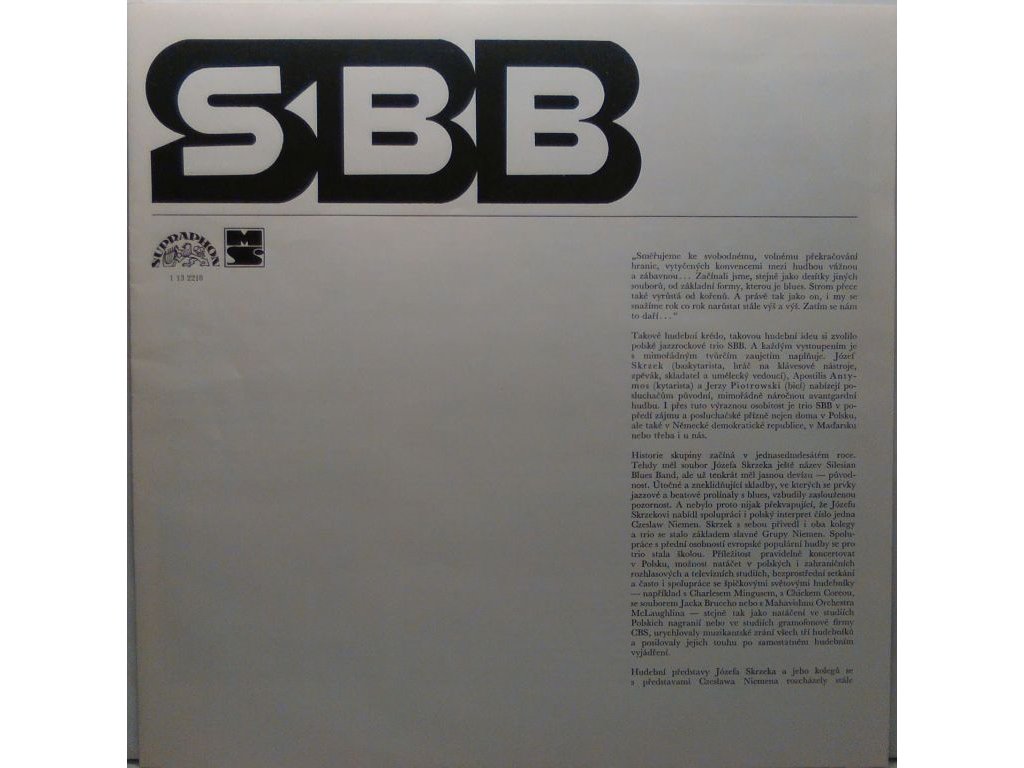 SBB
SUPRAPHON
MS
1 13 2218
„Směřujeme ke svobodnému, volnému překračování
hranic, vytyčených konvencemi mezi hudbou vážnou
a zábavnou... Začínali jsme, stejně jako desítky jiných
souborů, od základní formy, kterou je blues. Strom přece
také vyrůstá od kořenů. A právě tak jako on, i my se
snažíme rok co rok narůstat stále výš a výš. Zatím se nám
to daří..."
Takové hudební krédo, takovou hudební ideu si zvolilo
polské jazzrockové trio SBB. A každým vystoupením je
s mimořádným tvůrčím zaujetím naplňuje. Józef
Skrzek (baskytarista, hráč na klávesové nástroje,
zpěvák, skladatel a umělecký vedoucí), Apostilis Anty-
mos (kytarista) a Jerzy Piotrowski (bicí) nabízejí po-
sluchačům původní, mimořádně náročnou avantgardní
hudbu. I přes tuto výraznou osobitost je trio SBB v po-
předí zájmu a posluchačské přízně nejen doma v Polsku,
ale také v Německé demokratické republice, v Maďarsku
nebo třeba i u nás.
Historie skupiny začíná v jednasedmdesátém roce.
Tehdy měl soubor Józefa Skrzeka ještě název Silesian
Blues Band, ale už tenkrát měl jasnou devizu — původ-
nost. Útočné a zneklidňující skladby, ve kterých se prvky
jazzové a beatové prolínaly s blues, vzbudily zaslouženou
pozornost. A nebylo proto nijak překvapující, že Józefu
Skrzekovi nabídl spolupráci i polský interpret číslo jedna
Czeslaw Niemen. Skrzek s sebou přivedl i oba kolegy
a trio se stalo základem slavné Grupy Niemen. Spolu-
práce s přední osobností evropské populární hudby se pro
trio stala školou. Příležitost pravidelně koncertovat
v Polsku, možnost natáčet v polských i zahraničních
rozhlasových a televizních studiích, bezprostřední setkání
a často i spolupráce se špičkovými světovými hudebníky
— například s Charlesem Mingusem, s Chickem Coreou,
se souborem Jacka Bruceho nebo s Mahavishnu Orchestra
McLaughlina — stejně tak jako natáčení ve studiích
Polskich nagranií nebo ve studiích gramofonové firmy
CBS, urychlovaly muzikantské zrání všech tří hudebníků
a posilovaly jejich touhu po samostatném hudebním
vyjádření.
Hudební představy Józefa Skrzeka a jeho kolegů se
s představami Czeslawa Niemena rozcházely stále